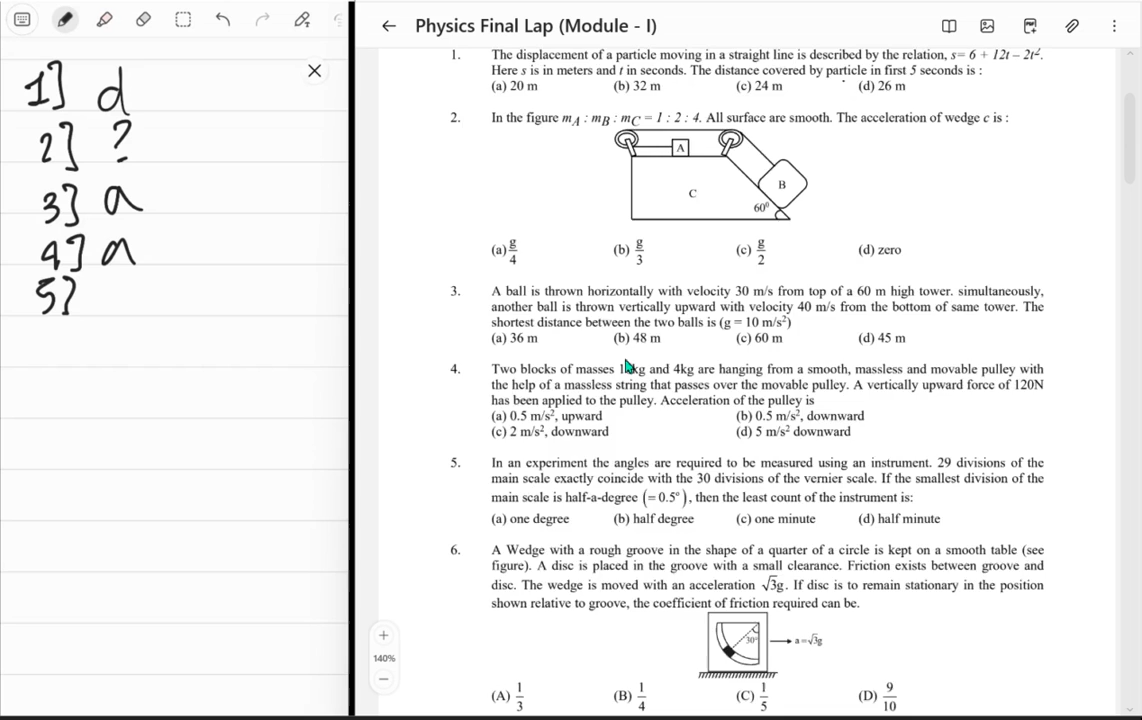 1] d
2] ?
3] a
4] a
5]
Physics Final Lap (Module - I)
1. The displacement of a particle moving in a straight line is described by the relation, s= 6 + 12t – 2t².
Here s is in meters and t in seconds. The distance covered by particle in first 5 seconds is :
(a) 20 m (b) 32 m (c) 24 m (d) 26 m
2. In the figure m_A : m_B : m_C = 1 : 2 : 4. All surface are smooth. The acceleration of wedge c is :
A
B
C
60⁰
(a) g/4 (b) g/3 (c) g/2 (d) zero
3. A ball is thrown horizontally with velocity 30 m/s from top of a 60 m high tower. simultaneously,
another ball is thrown vertically upward with velocity 40 m/s from the bottom of same tower. The
shortest distance between the two balls is (g = 10 m/s²)
(a) 36 m (b) 48 m (c) 60 m (d) 45 m
4. Two blocks of masses kg and 4kg are hanging from a smooth, massless and movable pulley with
the help of a massless string that passes over the movable pulley. A vertically upward force of 120N
has been applied to the pulley. Acceleration of the pulley is
(a) 0.5 m/s², upward (b) 0.5 m/s², downward
(c) 2 m/s², downward (d) 5 m/s² downward
5. In an experiment the angles are required to be measured using an instrument. 29 divisions of the
main scale exactly coincide with the 30 divisions of the vernier scale. If the smallest division of the
main scale is half-a-degree (= 0.5°), then the least count of the instrument is:
(a) one degree (b) half degree (c) one minute (d) half minute
6. A Wedge with a rough groove in the shape of a quarter of a circle is kept on a smooth table (see
figure). A disc is placed in the groove with a small clearance. Friction exists between groove and
disc. The wedge is moved with an acceleration √3g. If disc is to remain stationary in the position
shown relative to groove, the coefficient of friction required can be.
30° a=√3g
140%
(A) 1/3 (B) 1/4 (C) 1/5 (D) 9/10